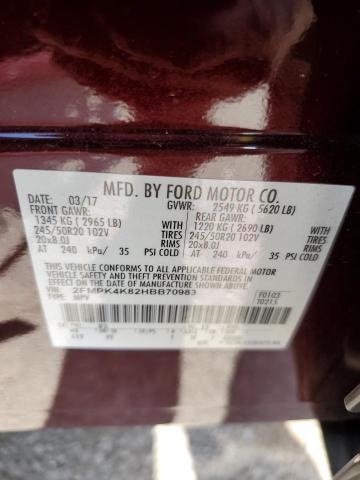 MFD. BY FORD MOTOR CO.
DATE: 03/17 GVWR: 2549 KG ( 5620 LB)
FRONT GAWR: REAR GAWR:
1345 KG ( 2965 LB) 1220 KG ( 2690 LB)
245/50R20 102V WITH TIRES 245/50R20 102V WITH TIRES
20x8.0J RIMS 20x8.0J RIMS
AT 240 kPa/ 35 PSI COLD AT 240 kPa/ 35 PSI COLD
THIS VEHICLE CONFORMS TO ALL APPLICABLE FEDERAL MOTOR
VEHICLE SAFETY AND BUMPER STANDARDS IN
EFFECT ON THE DATE OF MANUFACTURE SHOWN ABOVE.
VIN: 2FMPK4K82HBB70983 F0103
TYPE: MPV T0215